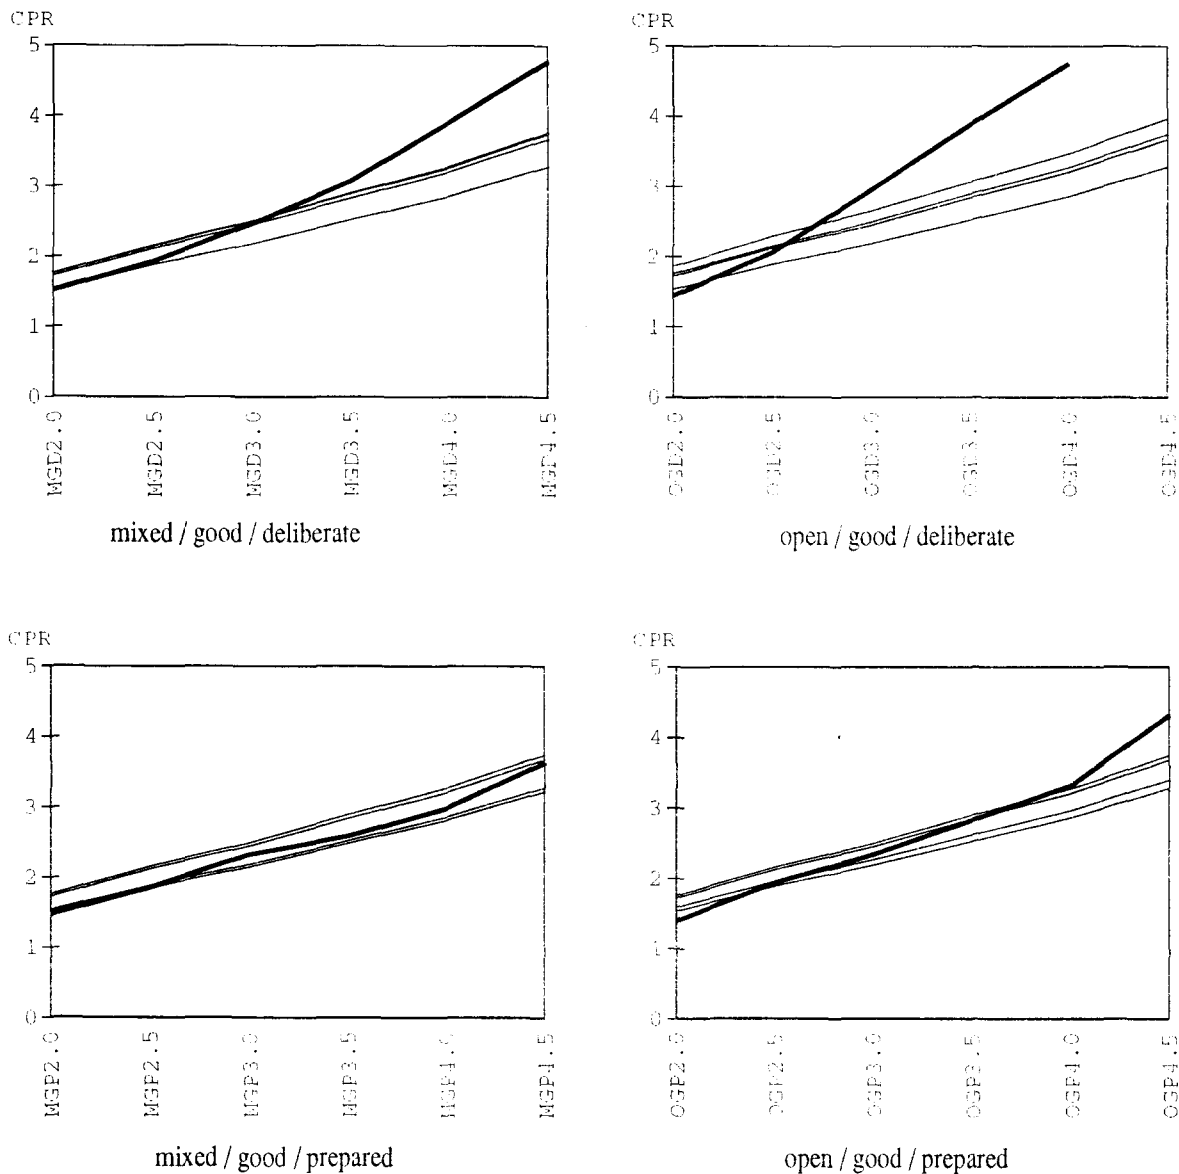 CPR
5
4
3
2
1
0
MGD2.0
MGD2.5
MGD3.0
MGD3.5
MGD4.0
MGD4.5
mixed / good / deliberate
CPR
5
4
3
2
1
0
OGD2.0
OGD2.5
OGD3.0
OGD3.5
OGD4.0
OGD4.5
open / good / deliberate
CPR
5
4
3
2
1
0
MGP2.0
MGP2.5
MGP3.0
MGP3.5
MGP4.0
MGP4.5
mixed / good / prepared
CPR
5
4
3
2
1
0
OGP2.0
OGP2.5
OGP3.0
OGP3.5
OGP4.0
OGP4.5
open / good / prepared